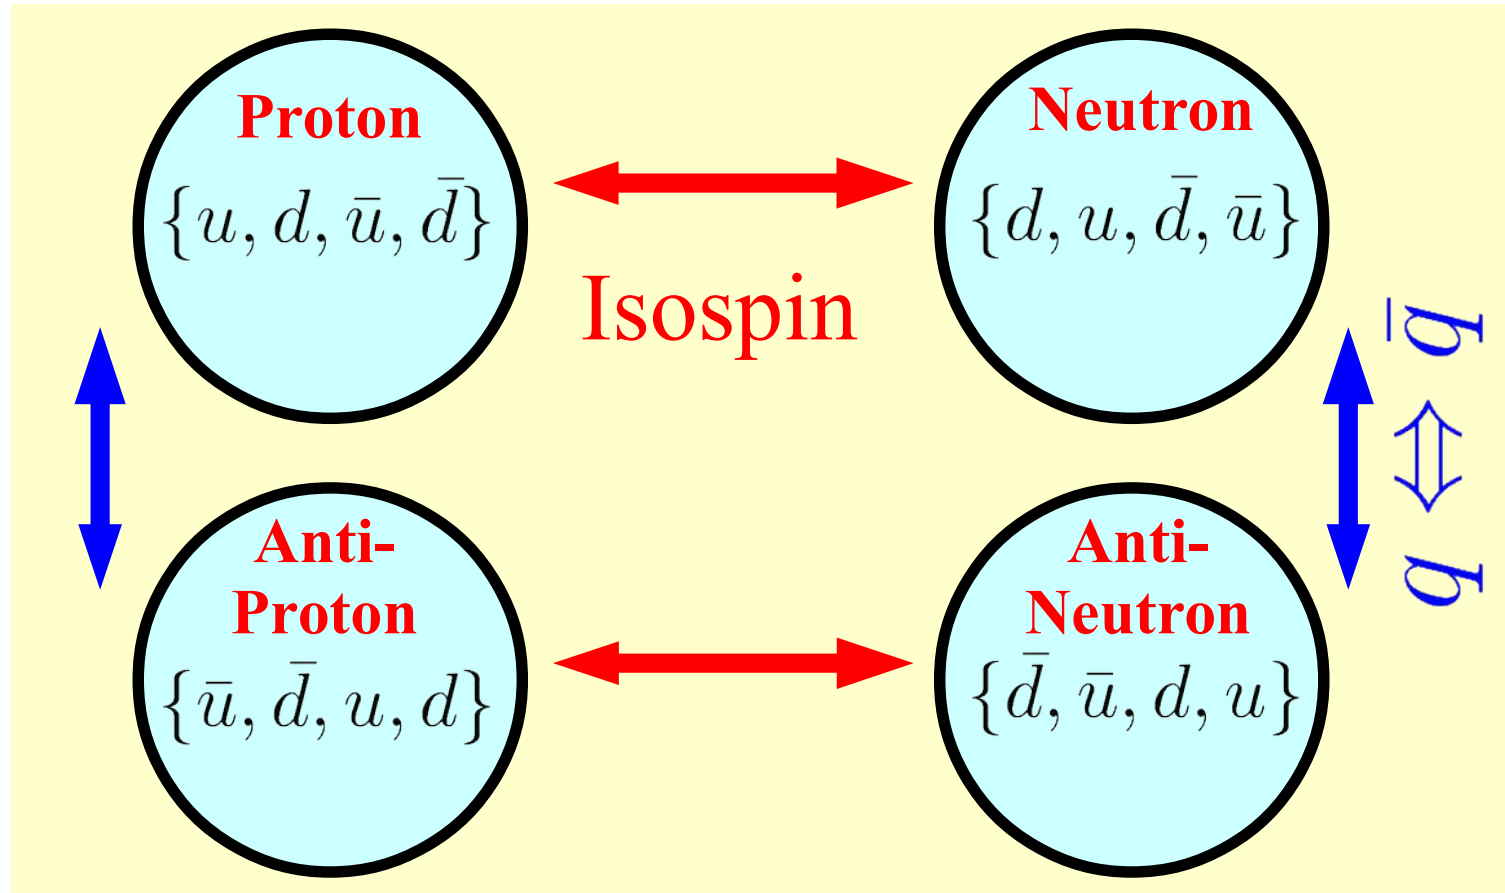 Proton
{u, d, ū, d̄}
Neutron
{d, u, d̄, ū}
Isospin
q ⇔ q̄
Anti-
Proton
{ū, d̄, u, d}
Anti-
Neutron
{d̄, ū, d, u}